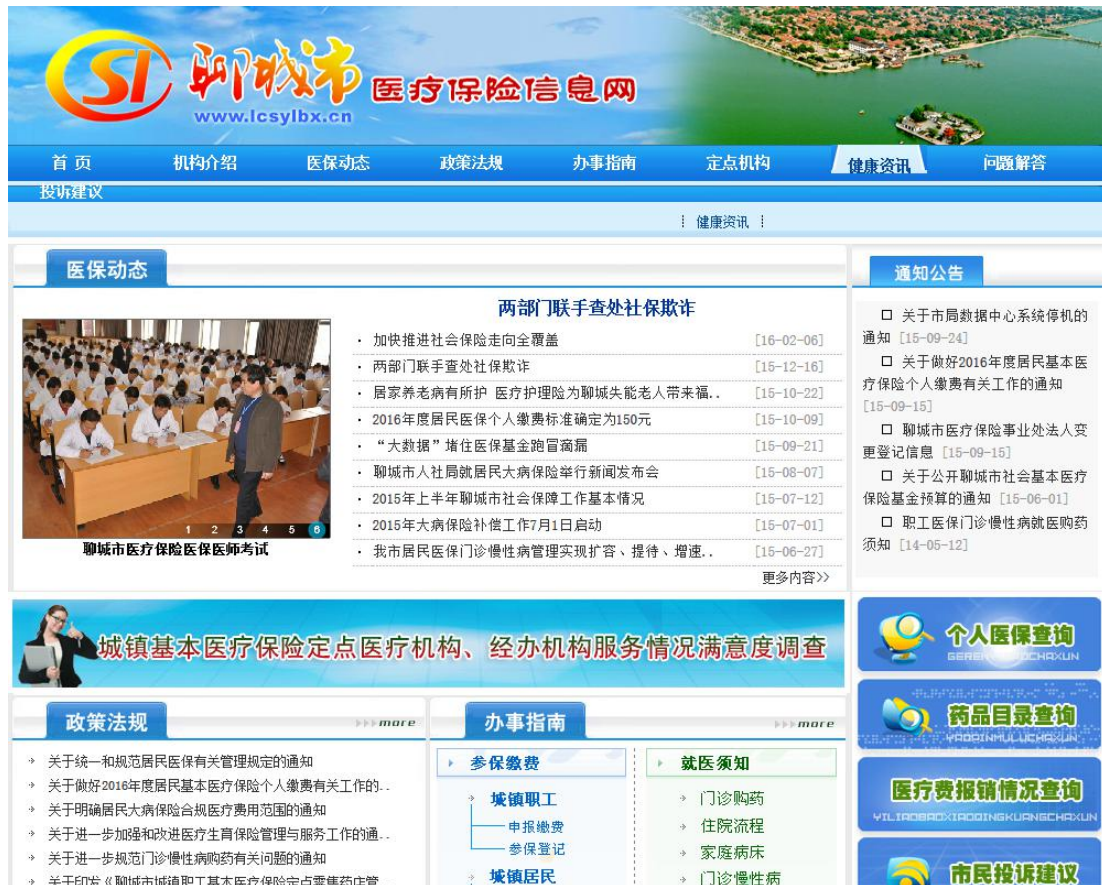 SI 聊城市 医疗保险信息网
www.lcsylbx.cn
首 页 机构介绍 医保动态 政策法规 办事指南 定点机构 健康资讯 问题解答
投诉建议
健康资讯
医保动态
两部门联手查处社保欺诈
· 加快推进社会保险走向全覆盖 [16-02-06]
· 两部门联手查处社保欺诈 [15-12-16]
· 居家养老病有所护 医疗护理险为聊城失能老人带来福.. [15-10-22]
· 2016年度居民医保个人缴费标准确定为150元 [15-10-09]
· “大数据”堵住医保基金跑冒滴漏 [15-09-21]
· 聊城市人社局就居民大病保险举行新闻发布会 [15-08-07]
· 2015年上半年聊城市社会保障工作基本情况 [15-07-12]
· 2015年大病保险补偿工作7月1日启动 [15-07-01]
· 我市居民医保门诊慢性病管理实现扩容、提待、增速.. [15-06-27]
更多内容>>
1 2 3 4 5 6
聊城市医疗保险医保医师考试
通知公告
关于市局数据中心系统停机的
通知 [15-09-24]
关于做好2016年度居民基本医
疗保险个人缴费有关工作的通知
[15-09-15]
聊城市医疗保险事业处法人变
更登记信息 [15-09-15]
关于公开聊城市社会基本医疗
保险基金预算的通知 [15-06-01]
职工医保门诊慢性病就医购药
须知 [14-05-12]
城镇基本医疗保险定点医疗机构、经办机构服务情况满意度调查
个人医保查询
药品目录查询
YAOPINMULUCHAXUN
医疗费报销情况查询
YILIAOBAOXIAOQINGKUANGCHAXUN
市民投诉建议
政策法规 >>>more
关于统一和规范居民医保有关管理规定的通知
关于做好2016年度居民基本医疗保险个人缴费有关工作的..
关于明确居民大病保险合规医疗费用范围的通知
关于进一步加强和改进医疗生育保险管理与服务工作的通..
关于进一步规范门诊慢性病购药有关问题的通知
关于印发《聊城市城镇职工基本医疗保险定点零售药店管
办事指南 >>>more
参保缴费
城镇职工
申报缴费
参保登记
城镇居民
就医须知
门诊购药
住院流程
家庭病床
门诊慢性病